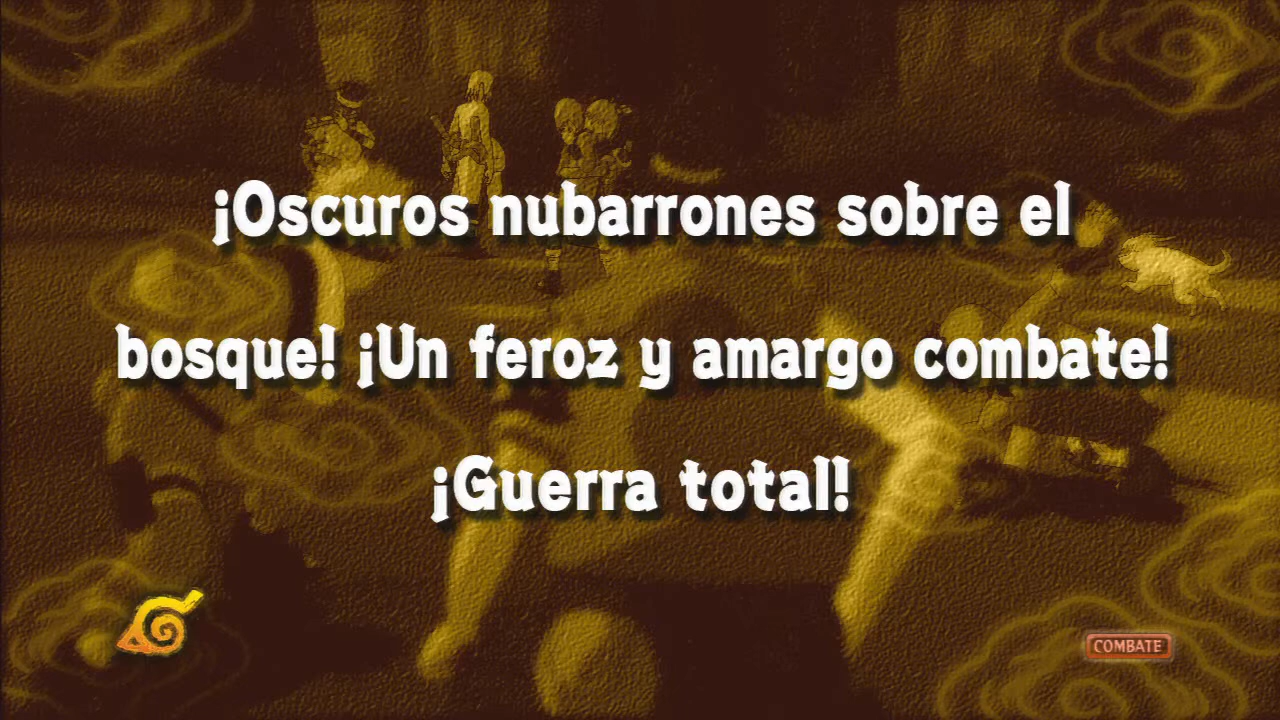 ¡Oscuros nubarrones sobre el
bosque! ¡Un feroz y amargo combate!
¡Guerra total!
COMBATE